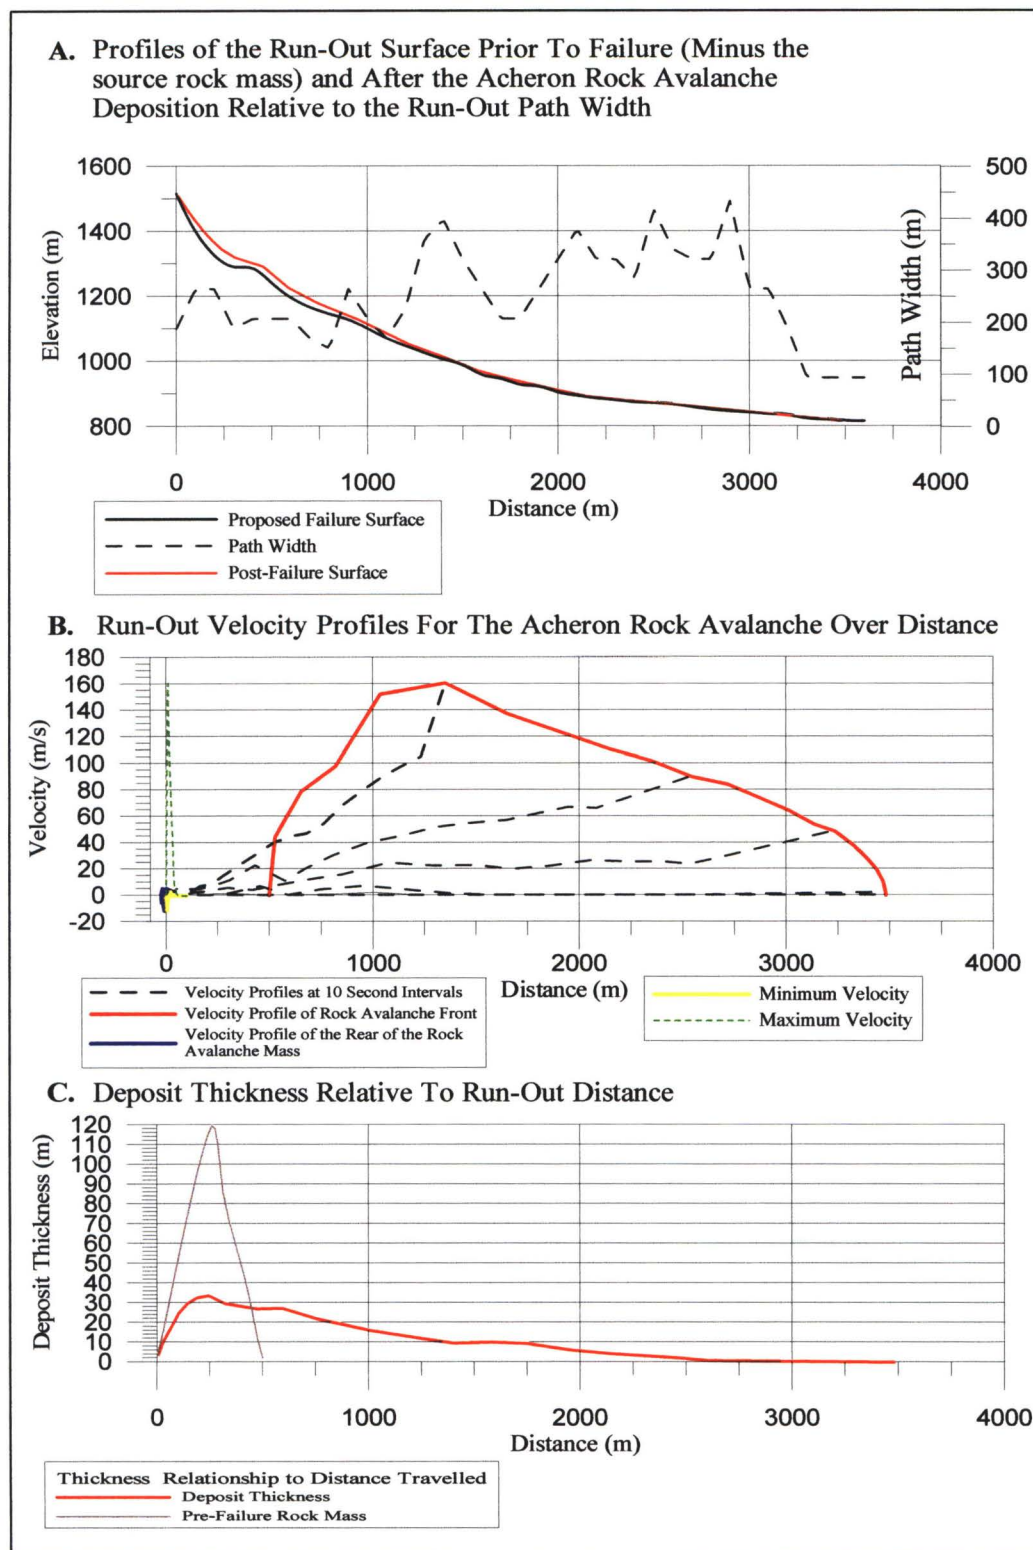 A. Profiles of the Run-Out Surface Prior To Failure (Minus the
source rock mass) and After the Acheron Rock Avalanche
Deposition Relative to the Run-Out Path Width
1600
1400
1200
1000
800
Elevation (m)
500
400
300
200
100
0
Path Width (m)
0 1000 2000 3000 4000
Distance (m)
Proposed Failure Surface
Path Width
Post-Failure Surface
B. Run-Out Velocity Profiles For The Acheron Rock Avalanche Over Distance
180
160
140
120
100
80
60
40
20
0
-20
Velocity (m/s)
0 1000 2000 3000 4000
Distance (m)
Velocity Profiles at 10 Second Intervals
Velocity Profile of Rock Avalanche Front
Velocity Profile of the Rear of the Rock
Avalanche Mass
Minimum Velocity
Maximum Velocity
C. Deposit Thickness Relative To Run-Out Distance
120
110
100
90
80
70
60
50
40
30
20
10
0
Deposit Thickness (m)
0 1000 2000 3000 4000
Distance (m)
Thickness Relationship to Distance Travelled
Deposit Thickness
Pre-Failure Rock Mass